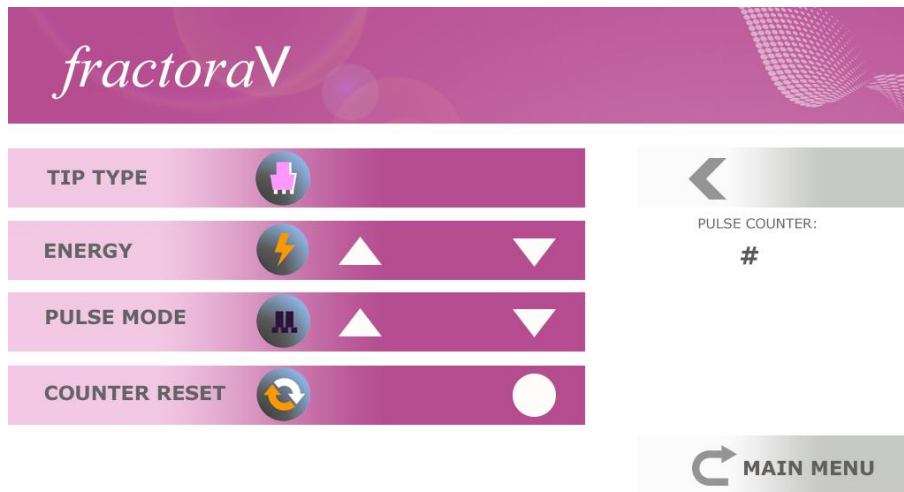 fractoraV
TIP TYPE
ENERGY
PULSE MODE
COUNTER RESET
PULSE COUNTER:
#
MAIN MENU